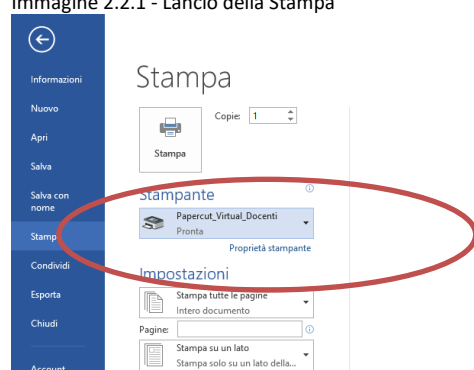 Immagine 2.2.1 - Lancio della Stampa
Informazioni
Nuovo
Apri
Salva
Salva con
nome
Stamp
Condividi
Esporta
Chiudi
Account
Stampa
Copie: 1
Stampa
Stampante
Papercut_Virtual_Docenti
Pronta
Proprietà stampante
Impostazioni
Stampa tutte le pagine
Intero documento
Pagine:
Stampa su un lato
Stampa solo su un lato della...